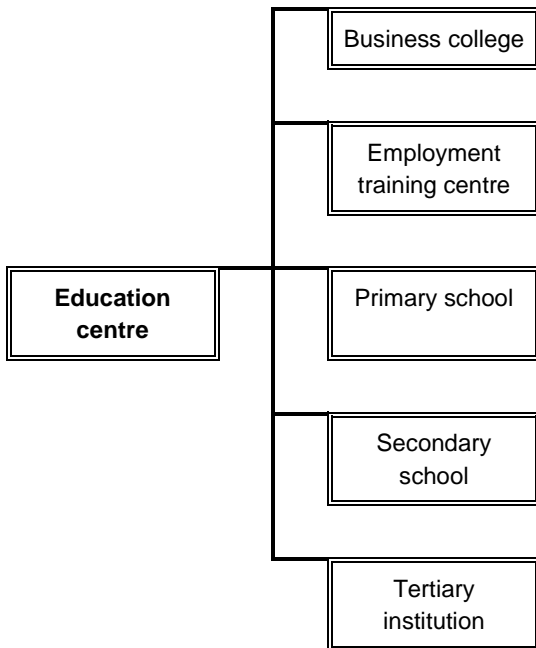 Business college
Employment
training centre
Education
centre
Primary school
Secondary
school
Tertiary
institution